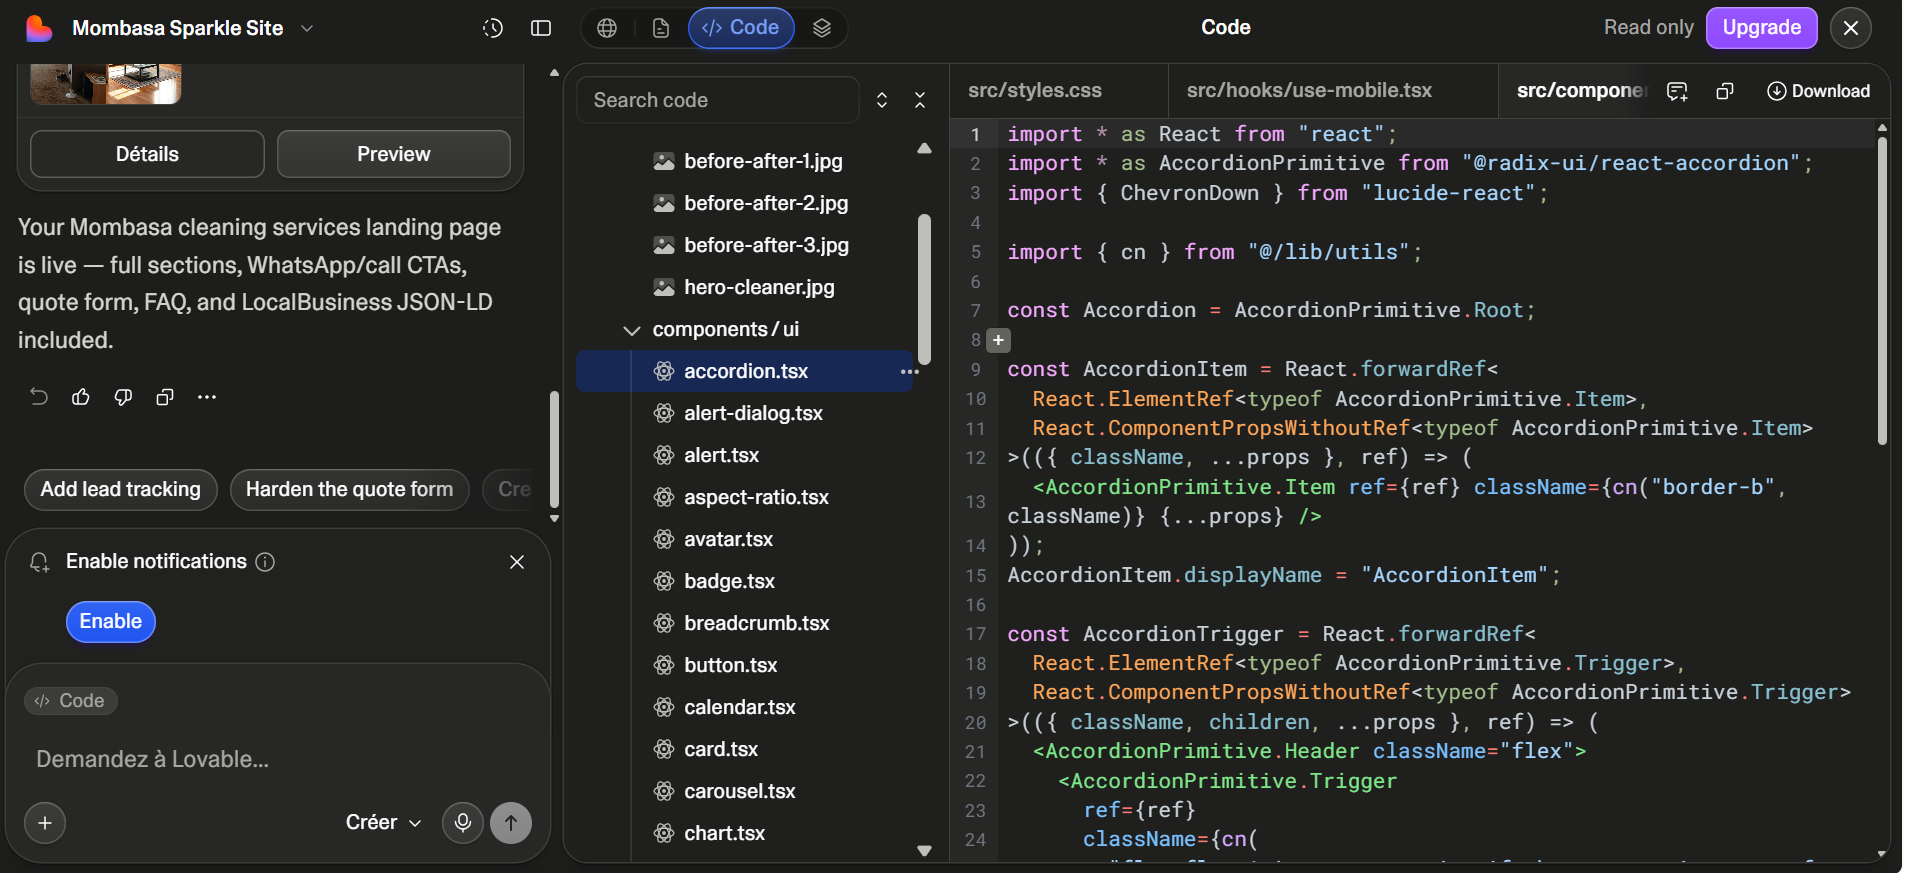 Mombasa Sparkle Site
Code
Code
Read only
Upgrade
Détails
Preview
Your Mombasa cleaning services landing page
is live — full sections, WhatsApp/call CTAs,
quote form, FAQ, and LocalBusiness JSON-LD
included.
Add lead tracking
Harden the quote form
Cre
Enable notifications
Enable
Code
Demandez à Lovable...
Créer
Search code
before-after-1.jpg
before-after-2.jpg
before-after-3.jpg
hero-cleaner.jpg
components / ui
accordion.tsx
alert-dialog.tsx
alert.tsx
aspect-ratio.tsx
avatar.tsx
badge.tsx
breadcrumb.tsx
button.tsx
calendar.tsx
card.tsx
carousel.tsx
chart.tsx
src/styles.css
src/hooks/use-mobile.tsx
src/componen
Download
1 import * as React from "react";
2 import * as AccordionPrimitive from "@radix-ui/react-accordion";
3 import { ChevronDown } from "lucide-react";
4
5 import { cn } from "@/lib/utils";
6
7 const Accordion = AccordionPrimitive.Root;
8
9 const AccordionItem = React.forwardRef<
10 React.ElementRef<typeof AccordionPrimitive.Item>,
11 React.ComponentPropsWithoutRef<typeof AccordionPrimitive.Item>
12 >(({ className, ...props }, ref) => (
13 <AccordionPrimitive.Item ref={ref} className={cn("border-b",
className)} {...props} />
14 ));
15 AccordionItem.displayName = "AccordionItem";
16
17 const AccordionTrigger = React.forwardRef<
18 React.ElementRef<typeof AccordionPrimitive.Trigger>,
19 React.ComponentPropsWithoutRef<typeof AccordionPrimitive.Trigger>
20 >(({ className, children, ...props }, ref) => (
21 <AccordionPrimitive.Header className="flex">
22 <AccordionPrimitive.Trigger
23 ref={ref}
24 className={cn(